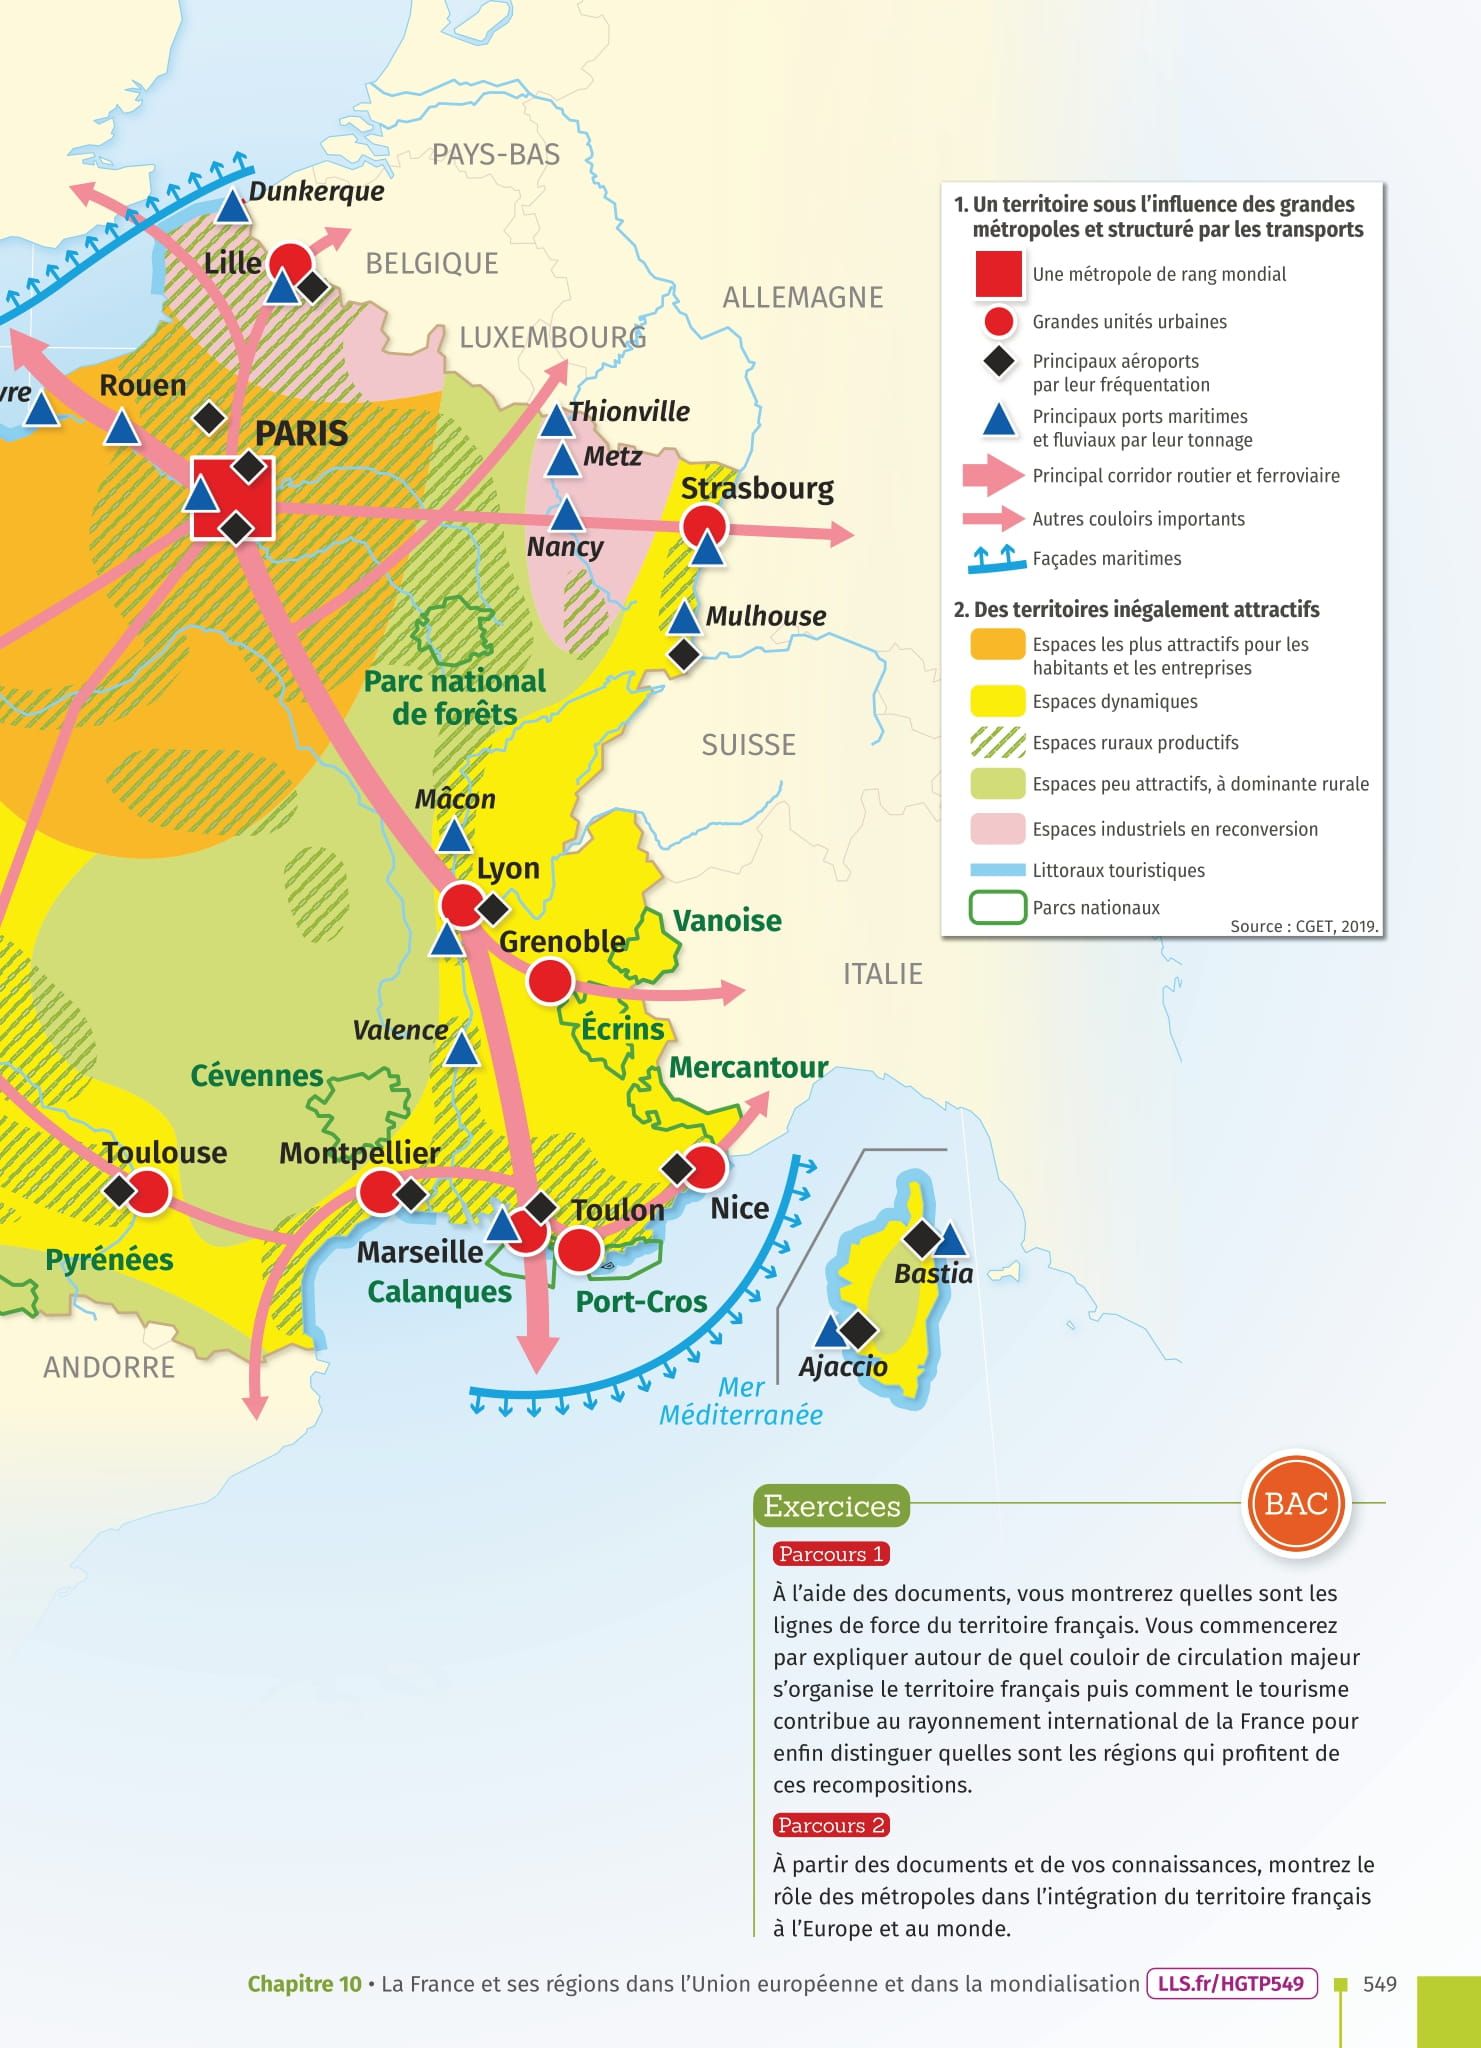 PAYS-BAS
Dunkerque
Lille
BELGIQUE
ALLEMAGNE
LUXEMBOURG
vre
Rouen
PARIS
Thionville
Metz
Strasbourg
Nancy
Mulhouse
Parc national
de forêts
SUISSE
Mâcon
Lyon
Vanoise
Grenoble
ITALIE
Valence
Écrins
Cévennes
Mercantour
Toulouse
Montpellier
Toulon
Nice
Marseille
Pyrénées
Calanques
Port-Cros
Bastia
ANDORRE
Ajaccio
Mer
Méditerranée
1. Un territoire sous l'influence des grandes
métropoles et structuré par les transports
Une métropole de rang mondial
Grandes unités urbaines
Principaux aéroports
par leur fréquentation
Principaux ports maritimes
et fluviaux par leur tonnage
Principal corridor routier et ferroviaire
Autres couloirs importants
Façades maritimes
2. Des territoires inégalement attractifs
Espaces les plus attractifs pour les
habitants et les entreprises
Espaces dynamiques
Espaces ruraux productifs
Espaces peu attractifs, à dominante rurale
Espaces industriels en reconversion
Littoraux touristiques
Parcs nationaux
Source : CGET, 2019.
Exercices
BAC
Parcours 1
À l'aide des documents, vous montrerez quelles sont les
lignes de force du territoire français. Vous commencerez
par expliquer autour de quel couloir de circulation majeur
s'organise le territoire français puis comment le tourisme
contribue au rayonnement international de la France pour
enfin distinguer quelles sont les régions qui profitent de
ces recompositions.
Parcours 2
À partir des documents et de vos connaissances, montrez le
rôle des métropoles dans l'intégration du territoire français
à l'Europe et au monde.
Chapitre 10 • La France et ses régions dans l'Union européenne et dans la mondialisation LLS.fr/HGTP549 549